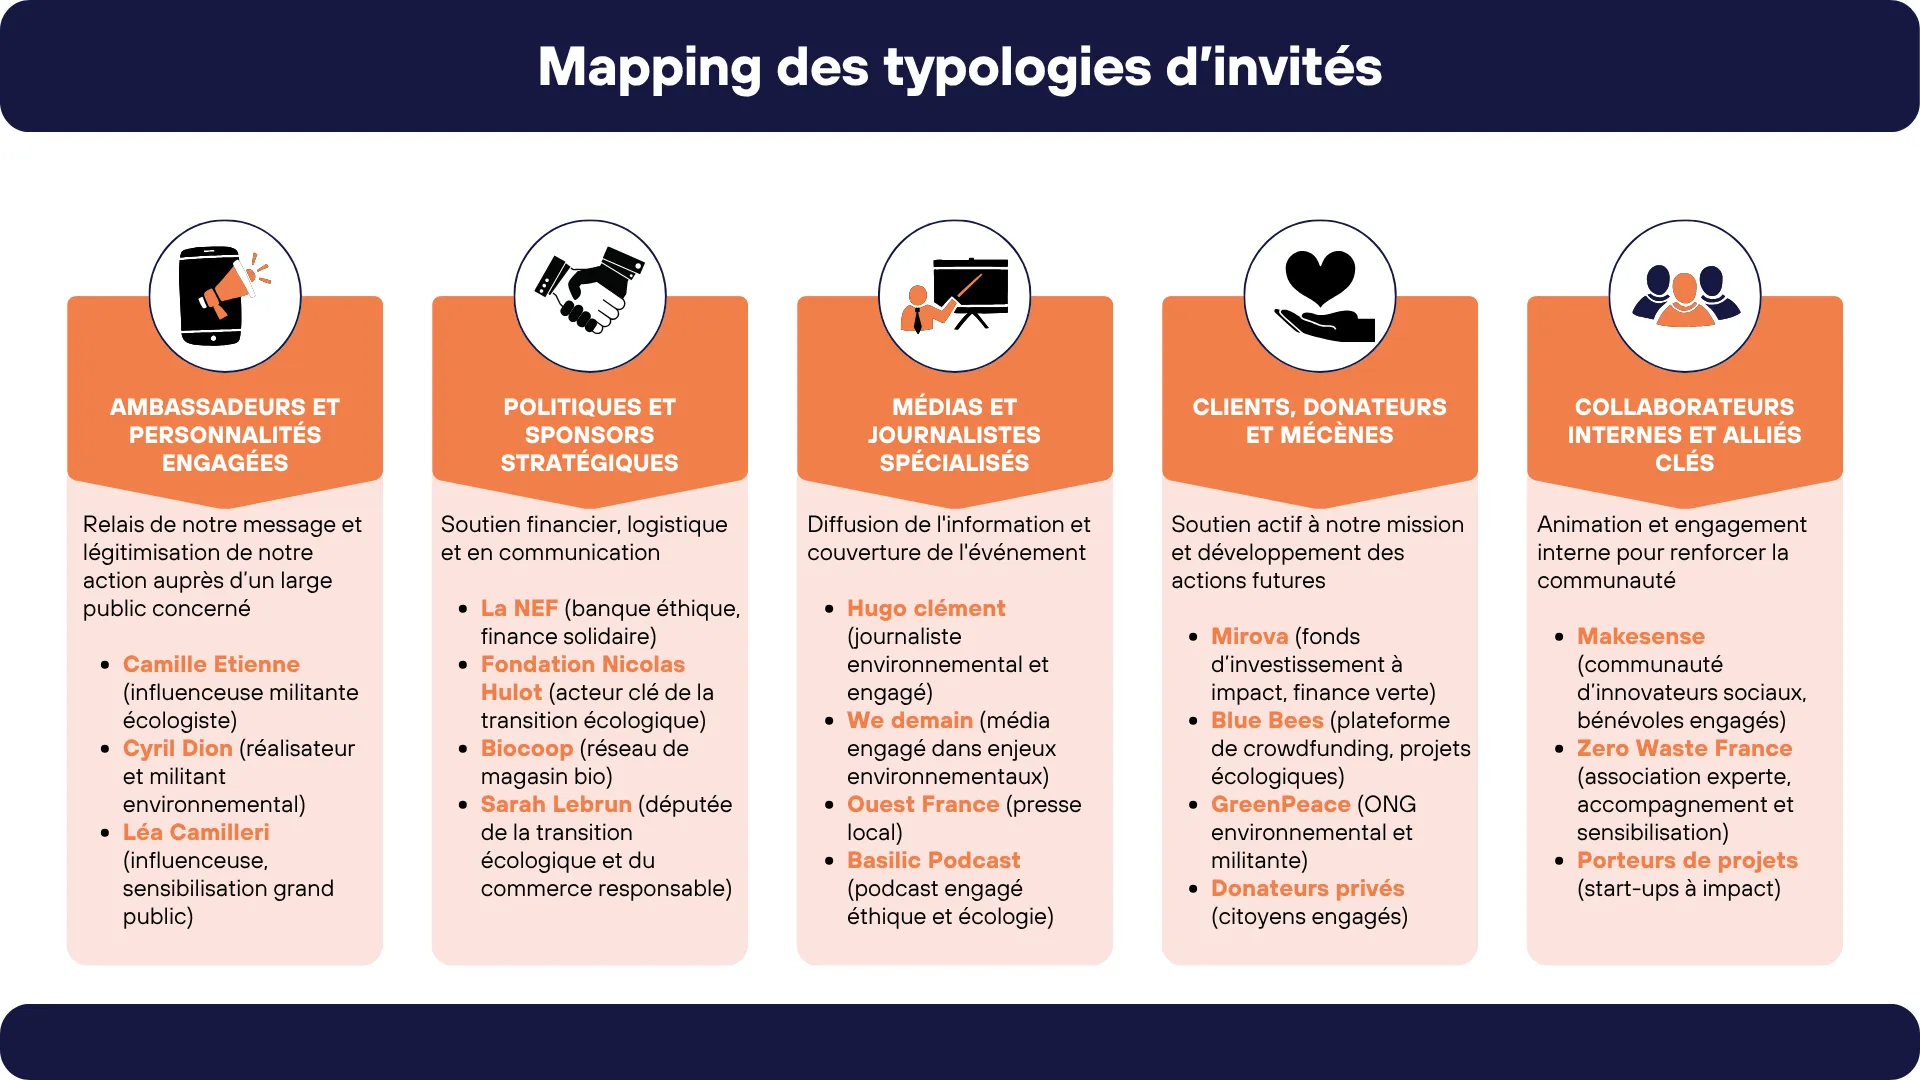 Mapping des typologies d’invités
AMBASSADEURS ET
PERSONNALITÉS
ENGAGÉES
Relais de notre message et
légitimisation de notre
action auprès d’un large
public concerné
• Camille Etienne
(influenceuse militante
écologiste)
• Cyril Dion (réalisateur
et militant
environnemental)
• Léa Camilleri
(influenceuse,
sensibilisation grand
public)
POLITIQUES ET
SPONSORS
STRATÉGIQUES
Soutien financier, logistique
et en communication
• La NEF (banque éthique,
finance solidaire)
• Fondation Nicolas
Hulot (acteur clé de la
transition écologique)
• Biocoop (réseau de
magasin bio)
• Sarah Lebrun (députée
de la transition
écologique et du
commerce responsable)
MÉDIAS ET
JOURNALISTES
SPÉCIALISÉS
Diffusion de l'information et
couverture de l'événement
• Hugo clément
(journaliste
environnemental et
engagé)
• We demain (média
engagé dans enjeux
environnementaux)
• Ouest France (presse
local)
• Basilic Podcast
(podcast engagé
éthique et écologie)
CLIENTS, DONATEURS
ET MÉCÈNES
Soutien actif à notre mission
et développement des
actions futures
• Mirova (fonds
d’investissement à
impact, finance verte)
• Blue Bees (plateforme
de crowdfunding, projets
écologiques)
• GreenPeace (ONG
environnemental et
militante)
• Donateurs privés
(citoyens engagés)
COLLABORATEURS
INTERNES ET ALLIÉS
CLÉS
Animation et engagement
interne pour renforcer la
communauté
• Makesense
(communauté
d’innovateurs sociaux,
bénévoles engagés)
• Zero Waste France
(association experte,
accompagnement et
sensibilisation)
• Porteurs de projets
(start-ups à impact)